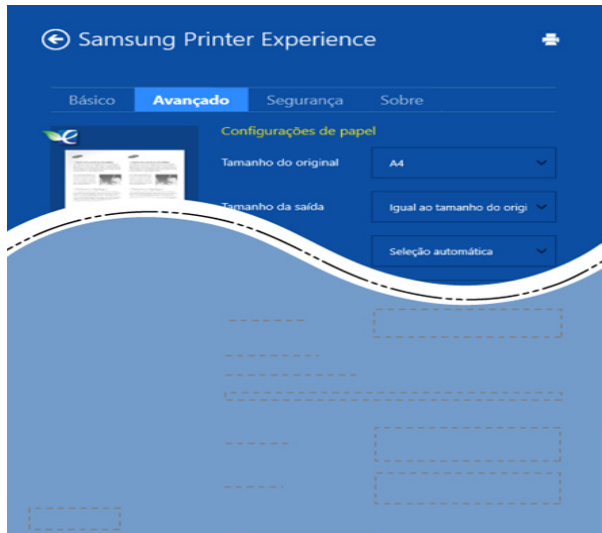 Samsung Printer Experience
Básico Avançado Segurança Sobre
Configurações de papel
Tamanho do original A4
Tamanho da saída Igual ao tamanho do origi
Seleção automática